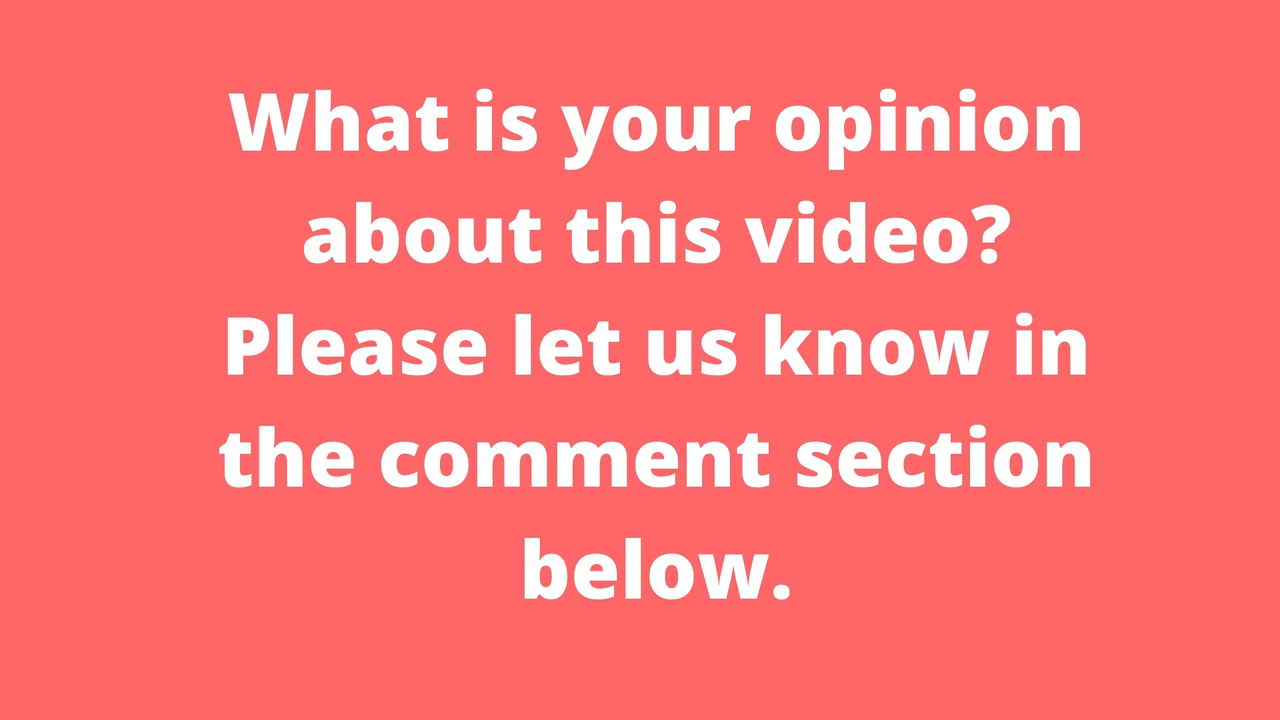 What is your opinion
about this video?
Please let us know in
the comment section
below.